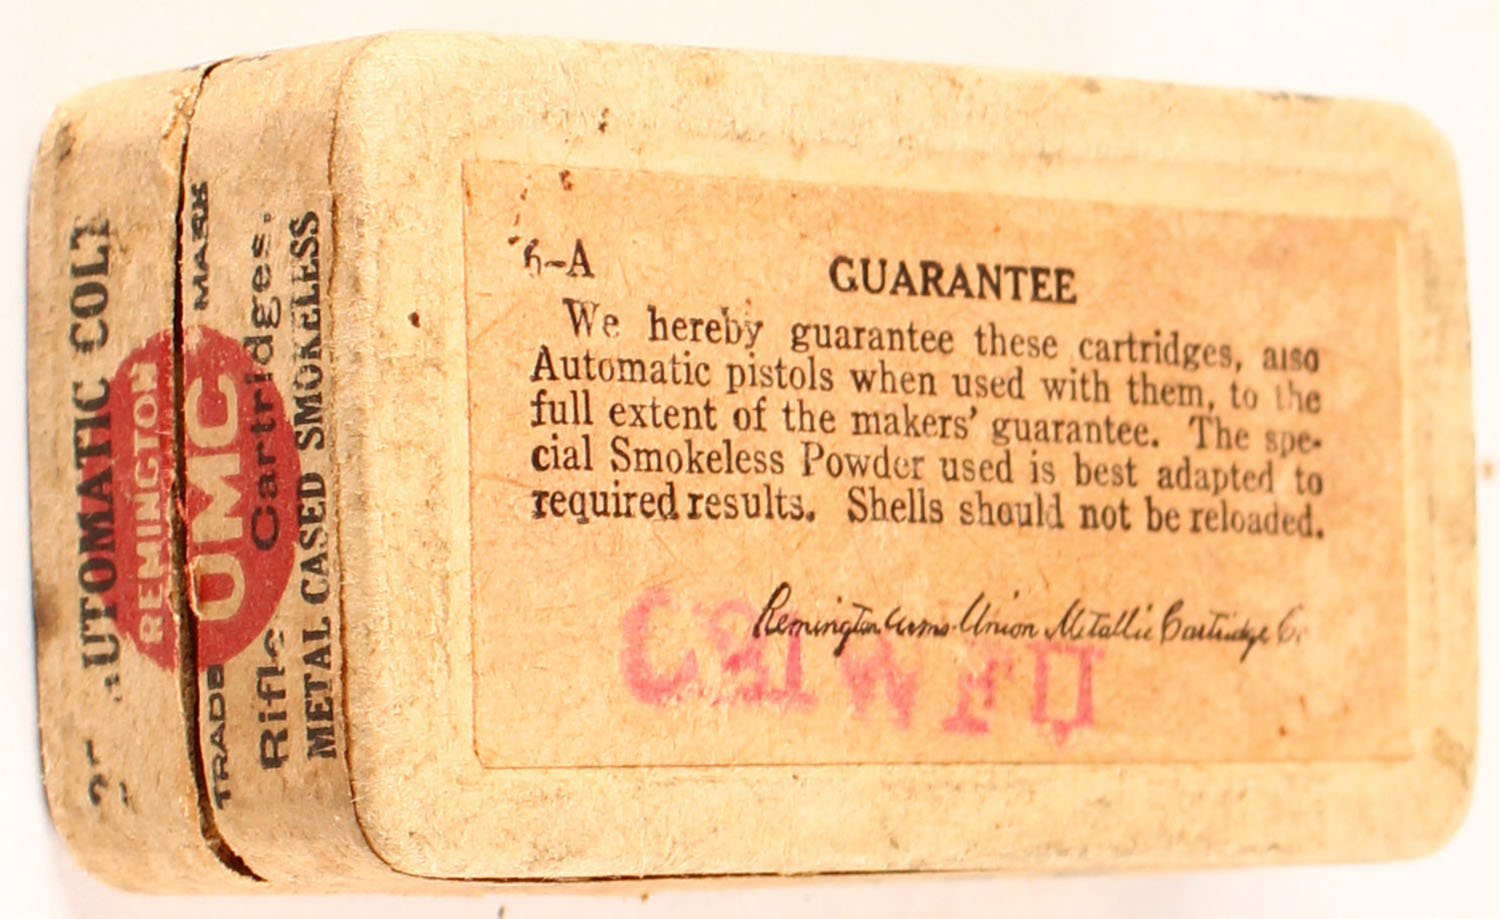 6-A
GUARANTEE
We hereby guarantee these cartridges, also
Automatic pistols when used with them, to the
full extent of the makers' guarantee. The spe-
cial Smokeless Powder used is best adapted to
required results. Shells should not be reloaded.
Remington Arms Union Metallic Cartridge Co.
AUTOMATIC COLT
REMINGTON
UMC
TRADE MARK
Rifle Cartridges.
METAL CASED SMOKELESS